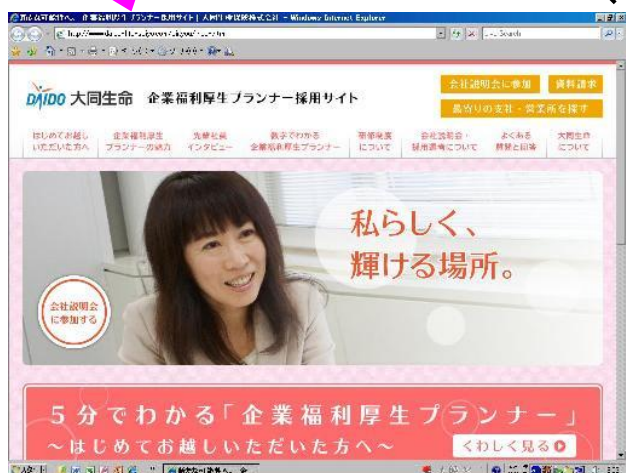 会社説明会に参加
資料請求
最寄りの支社・営業所を探す
DAIDO 大同生命 企業福利厚生プランナー採用サイト
はじめてお越し
いただいた方へ
企業福利厚生
プランナーの魅力
先輩社員
インタビュー
数字でわかる
企業福利厚生プランナー
研修制度
について
会社説明会・
採用選考について
よくある
質問と回答
大同生命
について
私らしく、
輝ける場所。
会社説明会
に参加する
5分でわかる「企業福利厚生プランナー」
～はじめてお越しいただいた方へ～
くわしく見る